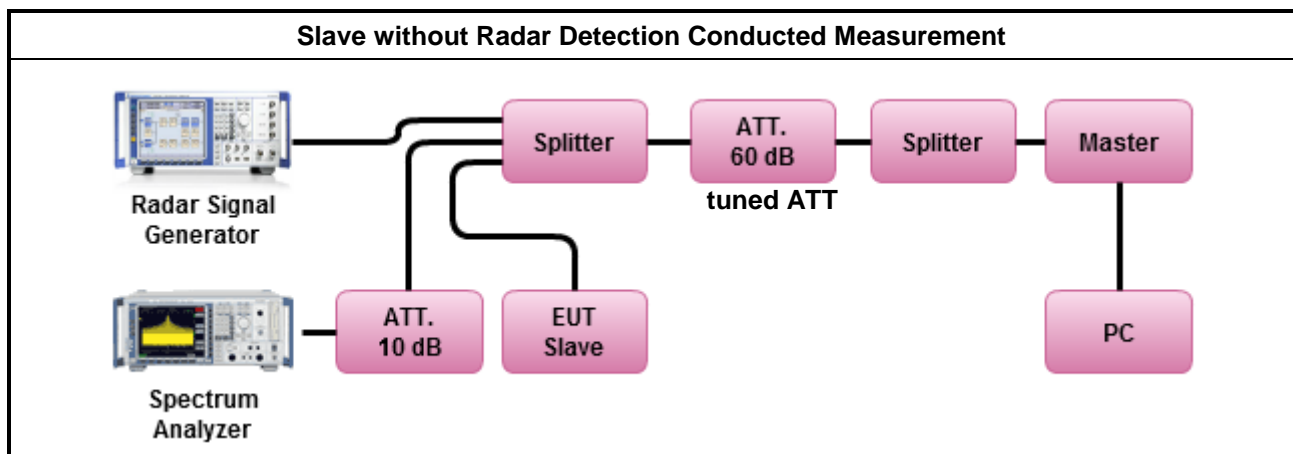 Slave without Radar Detection Conducted Measurement
Radar Signal
Generator
Splitter
ATT.
60 dB
tuned ATT
Splitter
Master
Spectrum
Analyzer
ATT.
10 dB
EUT
Slave
PC